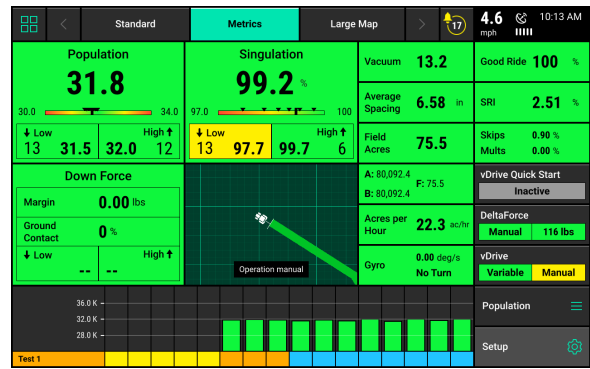 Standard
Metrics
Large Map
17
4.6
mph
10:13 AM
Population
31.8
30.0
34.0
Low
13
31.5
High
32.0
12
Singulation
99.2 %
97.0
100
Low
13
97.7
High
99.7
6
Vacuum
13.2
Average Spacing
6.58 in
Field Acres
75.5
Good Ride 100 %
SRI
2.51 %
Skips 0.90 %
Mults 0.00 %
Down Force
Margin
0.00 lbs
Ground Contact
0 %
Low
--
High
--
Operation manual
A: 80,092.4
B: 80,092.4
F: 75.5
Acres per Hour
22.3 ac/hr
Gyro
0.00 deg/s
No Turn
vDrive Quick Start
Inactive
DeltaForce
Manual
116 lbs
vDrive
Variable
Manual
36.0 K
32.0 K
28.0 K
Test 1
Population
Setup